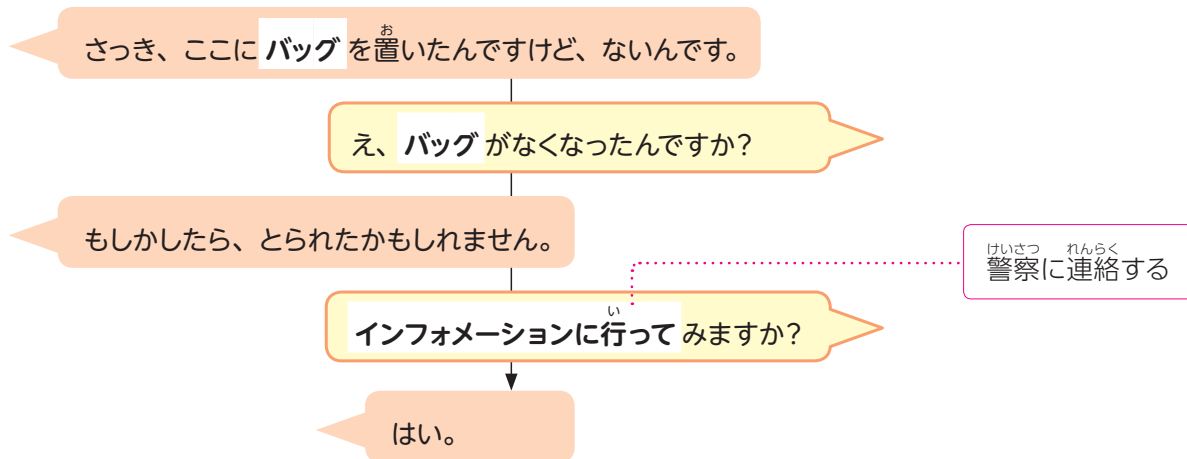 さっき、ここに バッグ を置いたんですけど、ないんです。
お
え、 バッグ がなくなったんですか?
もしかしたら、とられたかもしれません。
けいさつ れんらく
警察に連絡する
い
インフォメーションに行って みますか?
はい。